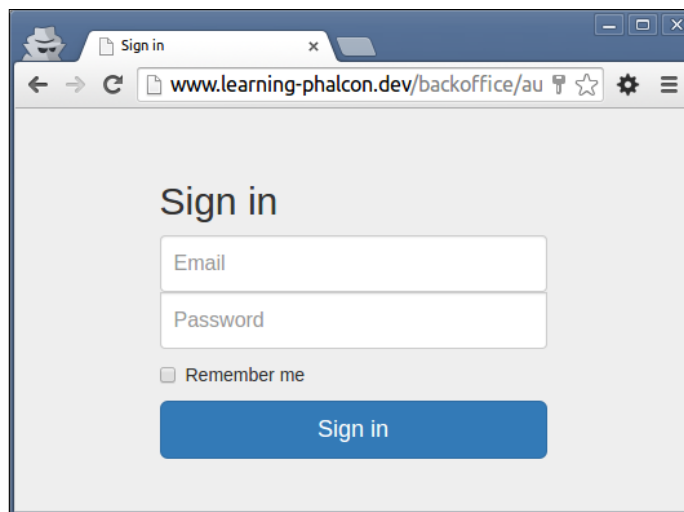 Sign in
www.learning-phalcon.dev/backoffice/au
Sign in
Email
Password
Remember me
Sign in